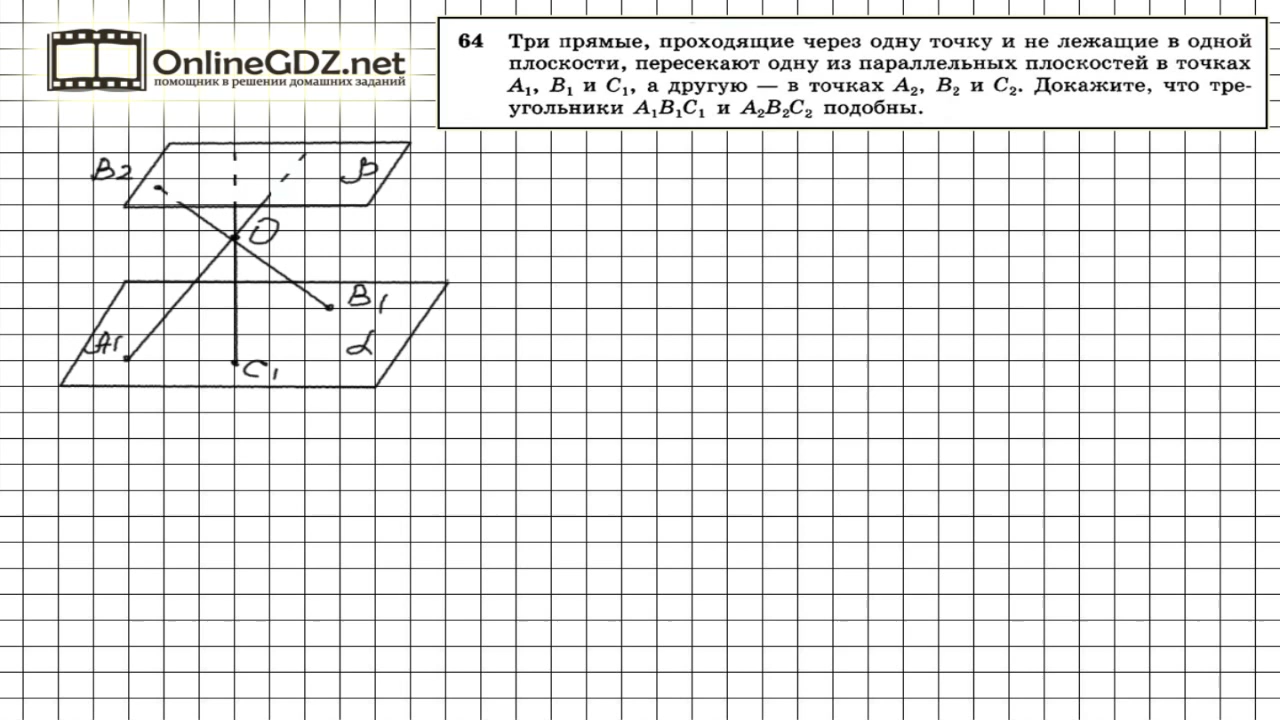 OnlineGDZ.net
помощник в решении домашних заданий
64 Три прямые, проходящие через одну точку и не лежащие в одной
плоскости, пересекают одну из параллельных плоскостей в точках
A₁, B₁ и C₁, а другую — в точках A₂, B₂ и C₂. Докажите, что тре-
угольники A₁B₁C₁ и A₂B₂C₂ подобны.
B2
β
O
B1
A1
α
C1